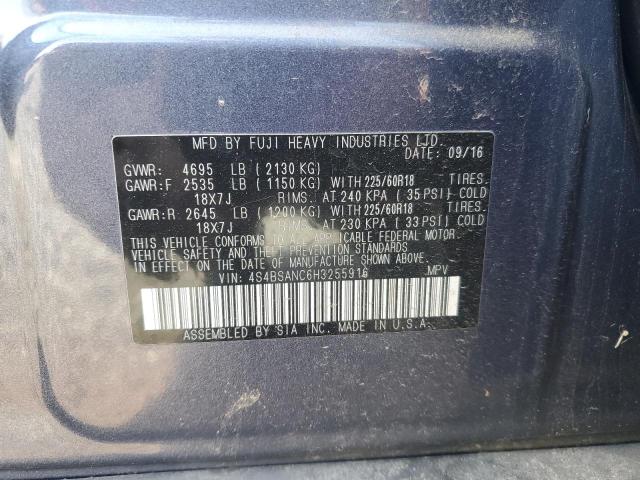 MFD BY FUJI HEAVY INDUSTRIES LTD.
DATE: 09/16
GVWR: 4695 LB (2130 KG)
GAWR:F 2535 LB (1150 KG) WITH 225/60R18 TIRES.
18X7J RIMS. AT 240 KPA (35 PSI) COLD
GAWR:R 2645 LB (1200 KG) WITH 225/60R18 TIRES.
18X7J RIMS. AT 230 KPA (33 PSI) COLD
THIS VEHICLE CONFORMS TO ALL APPLICABLE FEDERAL MOTOR
VEHICLE SAFETY AND THEFT PREVENTION STANDARDS
IN EFFECT ON THE DATE OF MANUFACTURE SHOWN ABOVE.
VIN: 4S4BSANC6H3255916 MPV
ASSEMBLED BY SIA INC. MADE IN U.S.A.